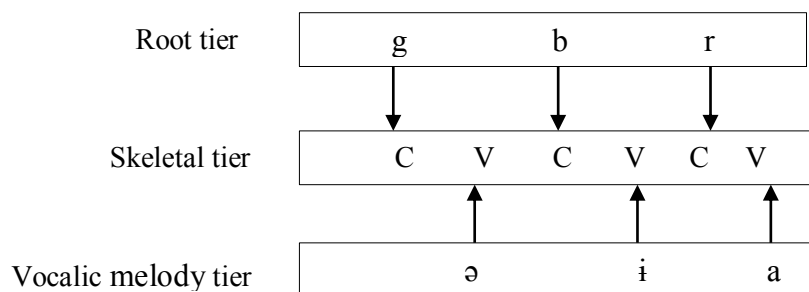 Root tier g b r
Skeletal tier C V C V C V
Vocalic melody tier ə ɨ a